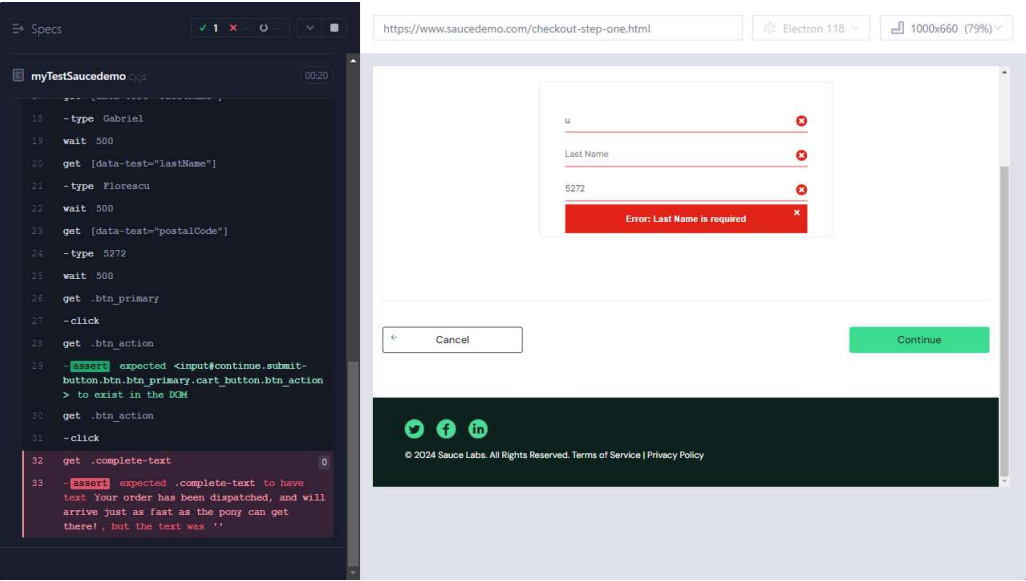 Specs
✓ 1 × -- --
myTestSaucedemo.cy.js 00:20
18 -type Gabriel
19 wait 500
20 get [data-test="lastName"]
21 -type Florescu
22 wait 500
23 get [data-test="postalCode"]
24 -type 5272
25 wait 500
26 get .btn_primary
27 -click
28 get .btn_action
29 -assert expected <input#continue.submit-
button.btn.btn_primary.cart_button.btn_action
> to exist in the DOM
30 get .btn_action
31 -click
32 get .complete-text 0
33 -assert expected .complete-text to have
text Your order has been dispatched, and will
arrive just as fast as the pony can get
there!, but the text was ''
https://www.saucedemo.com/checkout-step-one.html
Electron 118
1000x660 (79%)
u
Last Name
5272
Error: Last Name is required
Cancel
Continue
© 2024 Sauce Labs. All Rights Reserved. Terms of Service | Privacy Policy